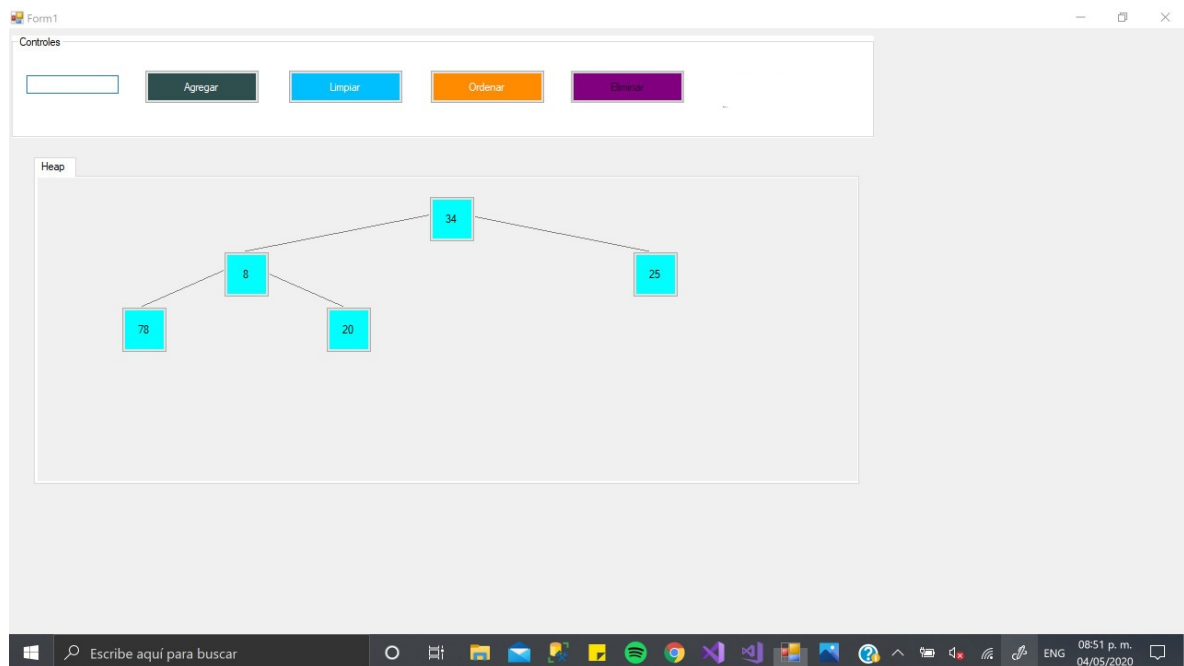 Form1
Controles
Agregar
Limpiar
Ordenar
Eliminar
Heap
34
8
25
78
20
Escribe aquí para buscar
ENG
08:51 p. m.
04/05/2020